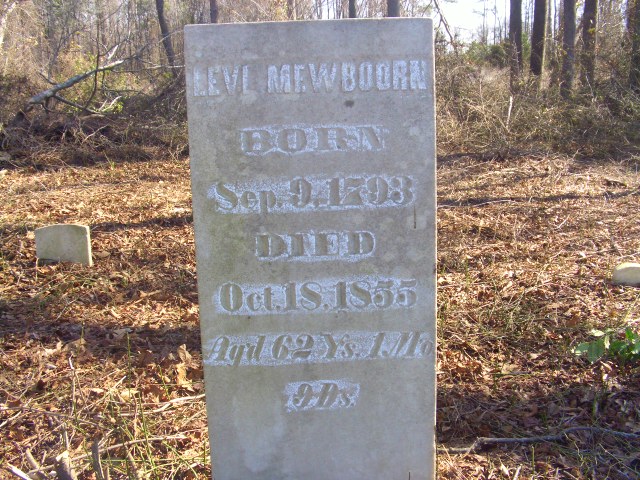 LEVI MEWBOORN
BORN
Sep. 9. 1793
DIED
Oct. 18. 1855
Agd 62 Ys. 1. Mo
9 Ds.